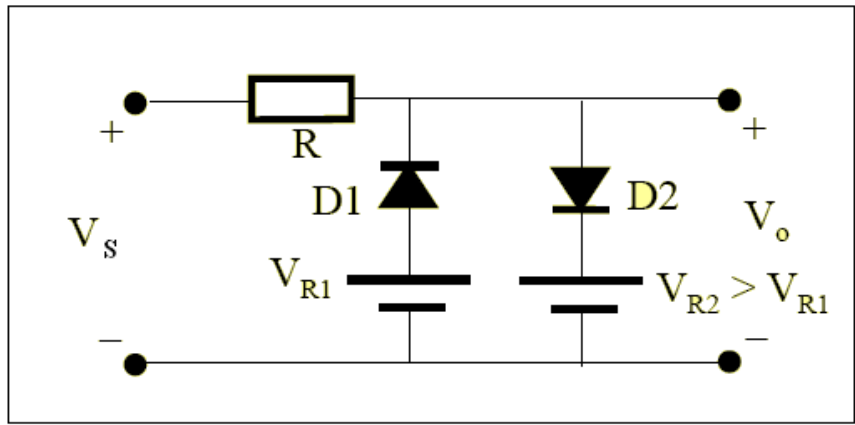 +
R
+
D1
D2
V_S
V_o
V_R1
V_R2 > V_R1
−
−